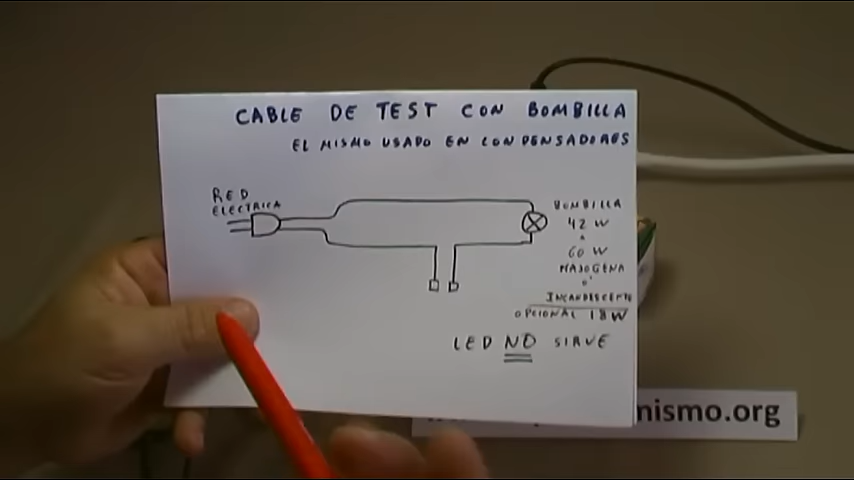 CABLE DE TEST CON BOMBILLA
EL MISMO USADO EN CONDENSADORES
RED
ELECTRICA
BOMBILLA
42 W
a
60 W
HALOGENA
o'
INCANDESCENTE
OPCIONAL 18W
LED NO SIRVE
nismo.org